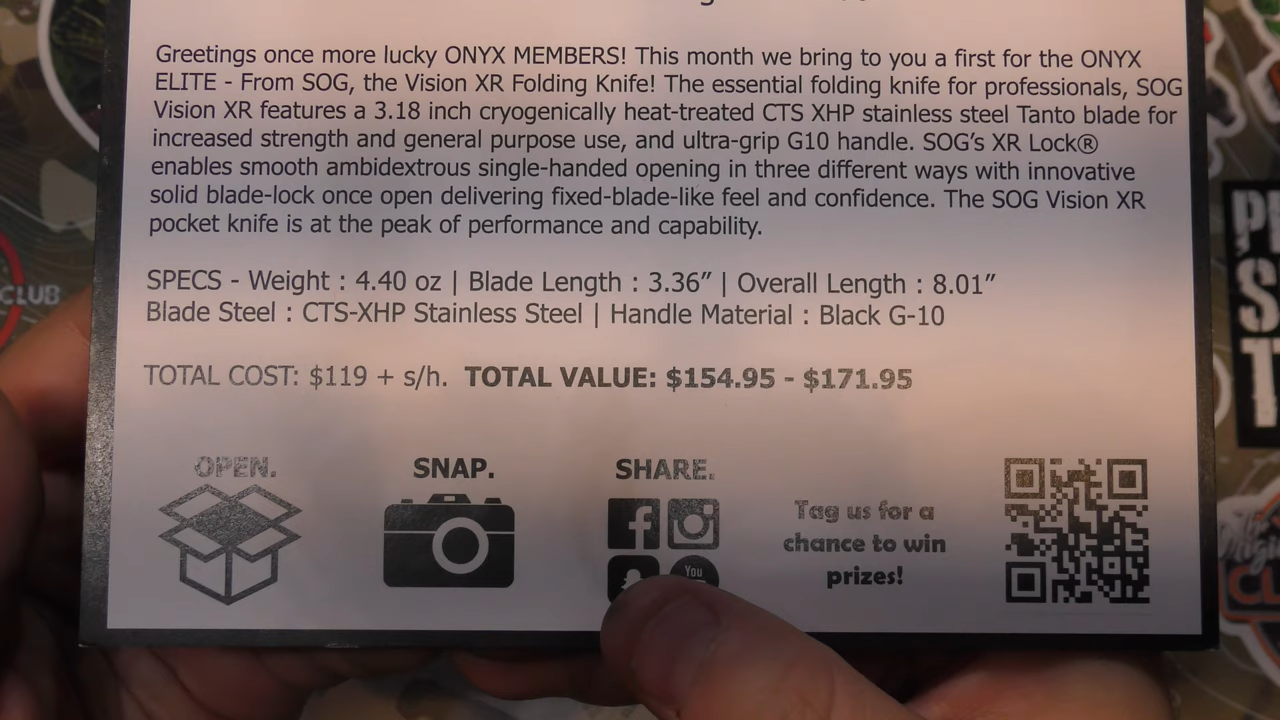 Greetings once more lucky ONYX MEMBERS! This month we bring to you a first for the ONYX
ELITE - From SOG, the Vision XR Folding Knife! The essential folding knife for professionals, SOG
Vision XR features a 3.18 inch cryogenically heat-treated CTS XHP stainless steel Tanto blade for
increased strength and general purpose use, and ultra-grip G10 handle. SOG's XR Lock®
enables smooth ambidextrous single-handed opening in three different ways with innovative
solid blade-lock once open delivering fixed-blade-like feel and confidence. The SOG Vision XR
pocket knife is at the peak of performance and capability.
SPECS - Weight : 4.40 oz | Blade Length : 3.36” | Overall Length : 8.01”
Blade Steel : CTS-XHP Stainless Steel | Handle Material : Black G-10
TOTAL COST: $119 + s/h. TOTAL VALUE: $154.95 - $171.95
OPEN. SNAP. SHARE.
Tag us for a
chance to win
prizes!
You
CLUB